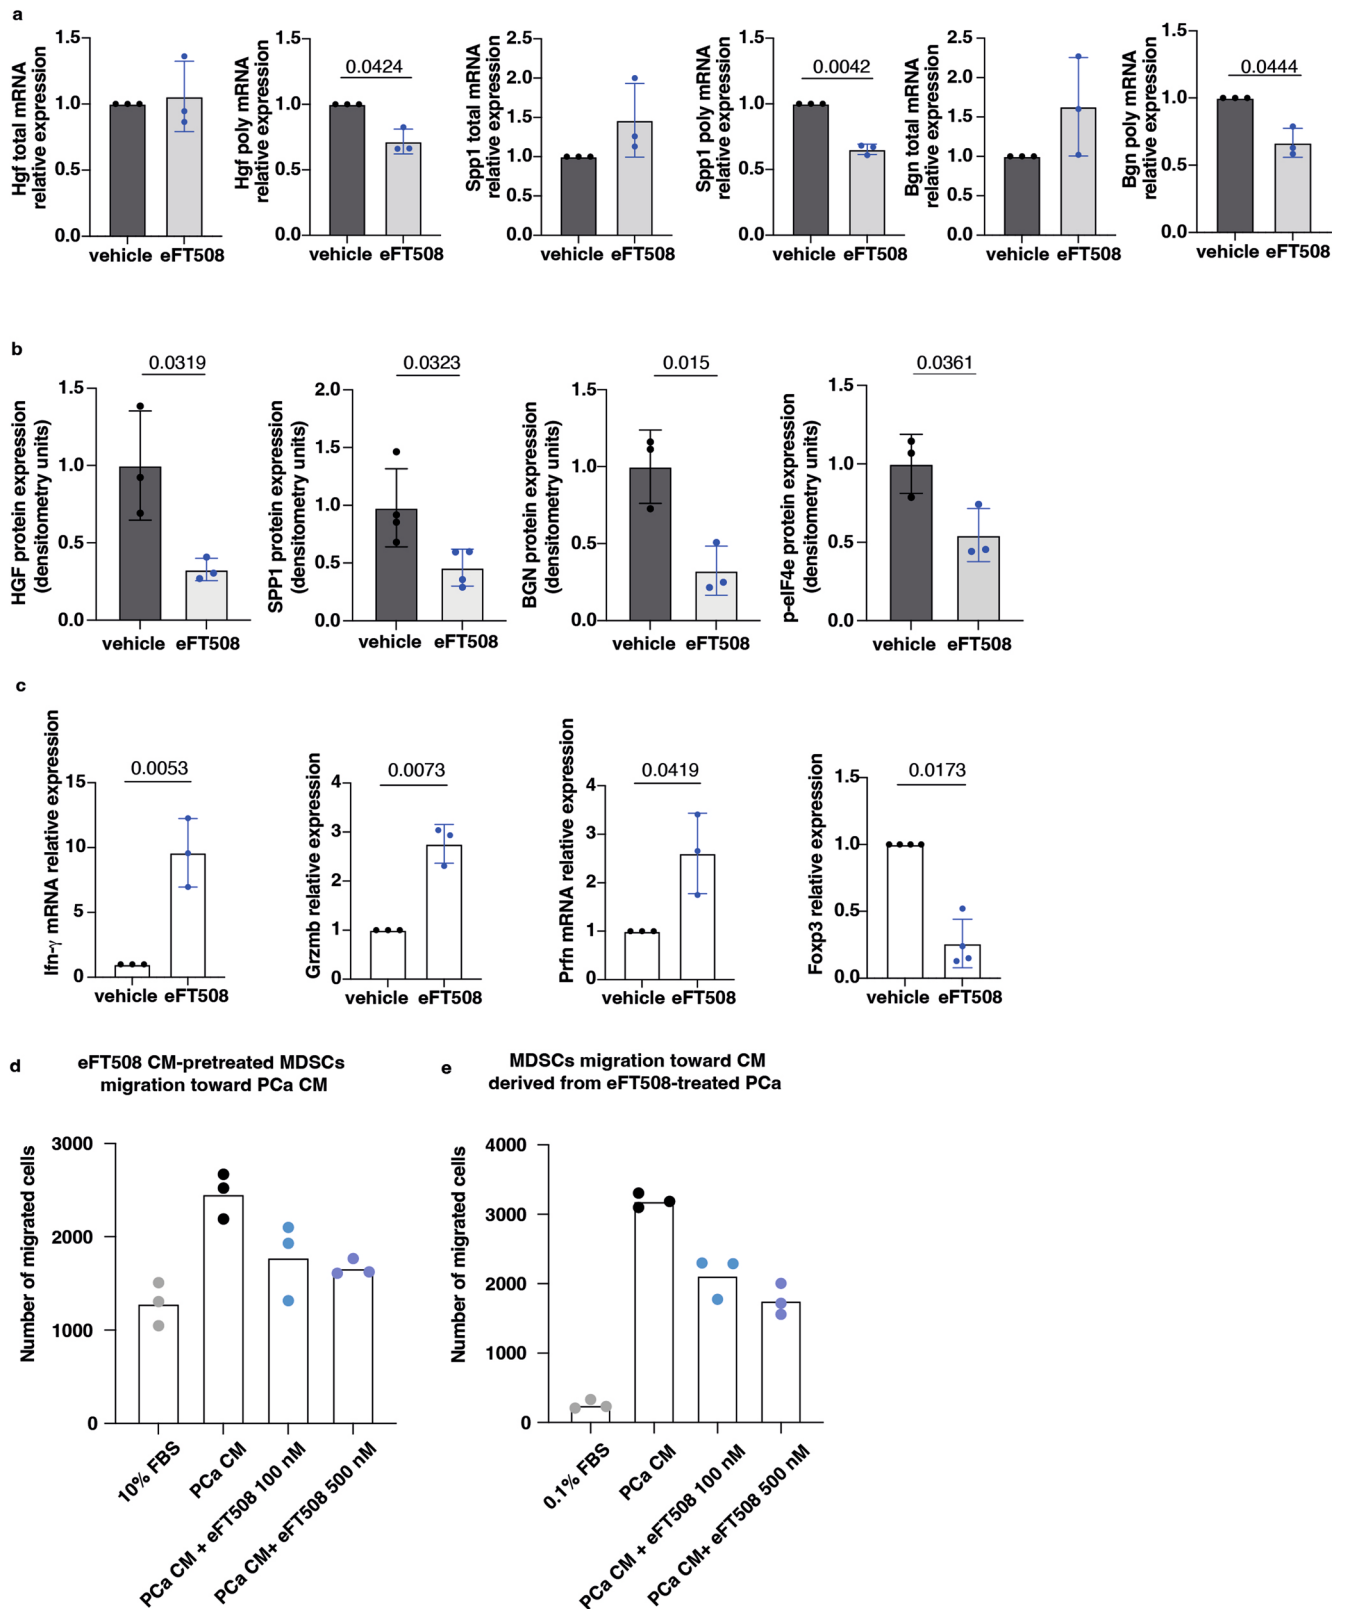 a
Hgf total mRNA
relative expression
1.5
1.0
0.5
0.0
vehicle eFT508
Hgf poly mRNA
relative expression
1.5
1.0
0.5
0.0
0.0424
vehicle eFT508
Spp1 total mRNA
relative expression
2.5
2.0
1.5
1.0
0.5
0.0
vehicle eFT508
Spp1 poly mRNA
relative expression
1.5
1.0
0.5
0.0
0.0042
vehicle eFT508
Bgn total mRNA
relative expression
2.5
2.0
1.5
1.0
0.5
0.0
vehicle eFT508
Bgn poly mRNA
relative expression
1.5
1.0
0.5
0.0
0.0444
vehicle eFT508
b
HGF protein expression
(densitometry units)
1.5
1.0
0.5
0.0
0.0319
vehicle eFT508
SPP1 protein expression
(densitometry units)
2.0
1.5
1.0
0.5
0.0
0.0323
vehicle eFT508
BGN protein expression
(densitometry units)
1.5
1.0
0.5
0.0
0.015
vehicle eFT508
p-eIF4e protein expression
(densitometry units)
1.5
1.0
0.5
0.0
0.0361
vehicle eFT508
c
Ifn-γ mRNA relative expression
15
10
5
0
0.0053
vehicle eFT508
Grzmb relative expression
4
3
2
1
0
0.0073
vehicle eFT508
Prfn mRNA relative expression
4
3
2
1
0
0.0419
vehicle eFT508
Foxp3 relative expression
1.5
1.0
0.5
0.0
0.0173
vehicle eFT508
d
eFT508 CM-pretreated MDSCs
migration toward PCa CM
Number of migrated cells
3000
2000
1000
0
10% FBS
PCa CM
PCa CM + eFT508 100 nM
PCa CM+ eFT508 500 nM
e
MDSCs migration toward CM
derived from eFT508-treated PCa
Number of migrated cells
4000
3000
2000
1000
0
0.1% FBS
PCa CM
PCa CM + eFT508 100 nM
PCa CM+ eFT508 500 nM